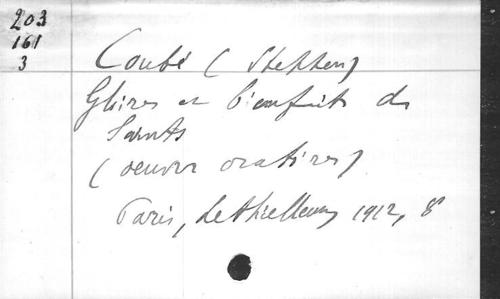 203
161
3
Coubé (Stephen)
Gloires et bienfaits des
Saints
(oeuvres oratoires)
Paris, Lethielleux, 1912, 8°